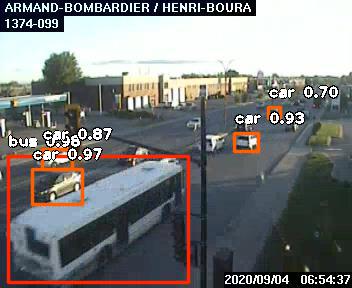 ARMAND-BOMBARDIER / HENRI-BOURA
1374-099
car 0.70
car 0.93
car 0.87
bus 0.98
car 0.97
2020/09/04 06:54:37